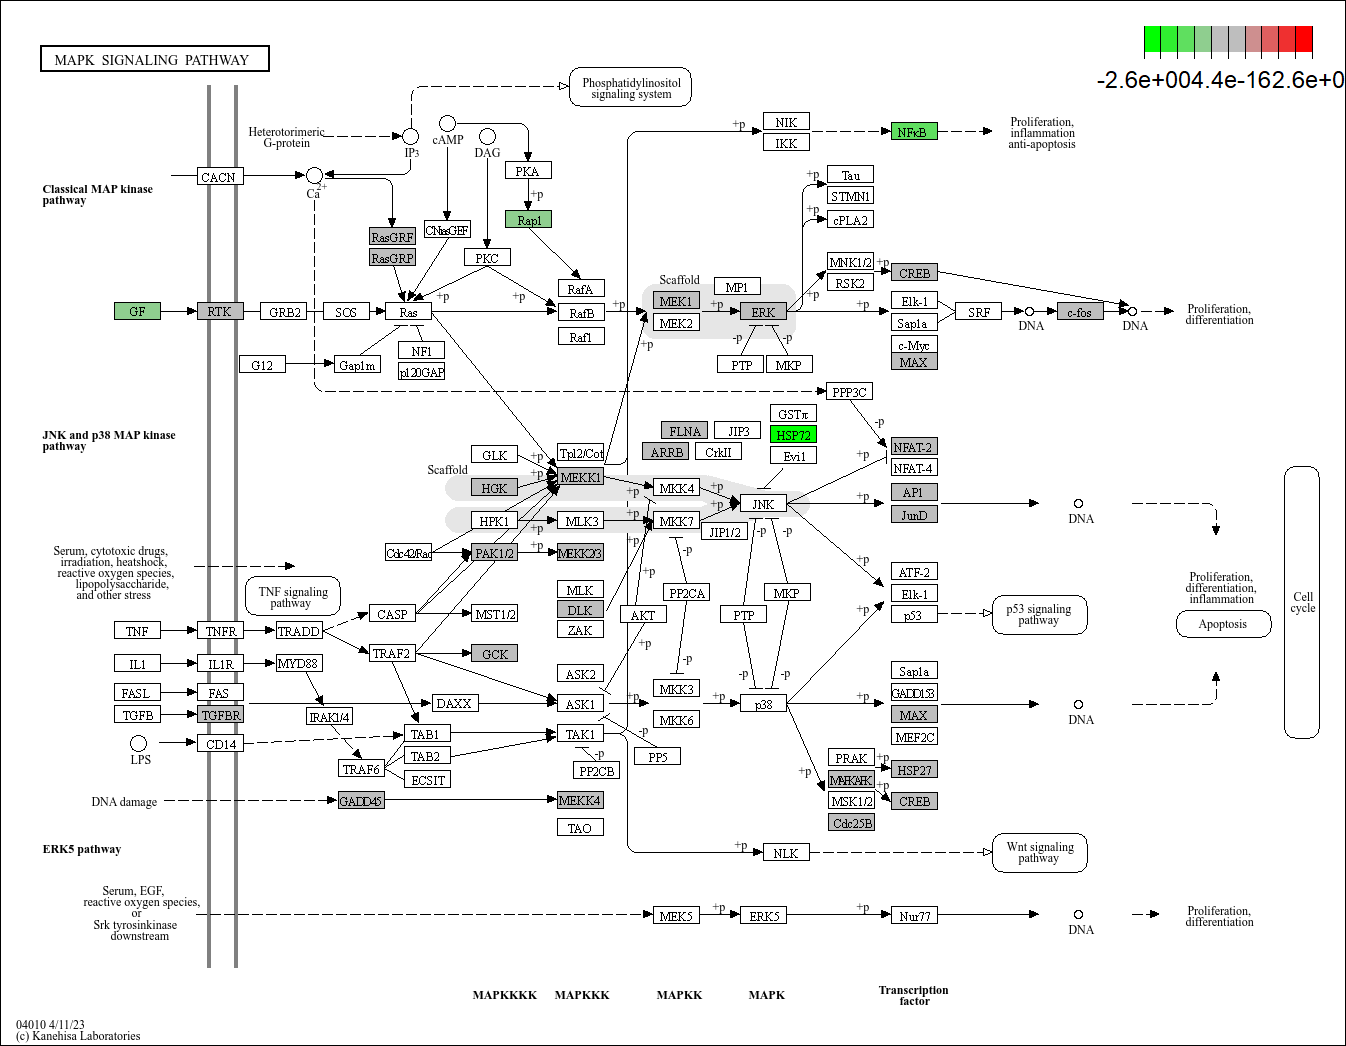 -2.6e+004.4e-162.6e+0
MAPK SIGNALING PATHWAY
Phosphatidylinositol
signaling system
Heterotorimeric
G-protein
IP3
cAMP
DAG
+p
NIK
IKK
NFκB
Proliferation,
inflammation
anti-apoptosis
Classical MAP kinase
pathway
CACN
Ca2+
PKA
+p
Rap1
+p
Tau
STMN1
+p
cPLA2
RasGRF
RasGRP
CNrasGEF
PKC
RafA
Scaffold
MP1
MNK1/2
RSK2
+p
+p
CREB
GF
RTK
GRB2
SOS
Ras
+p
+p
RafB
Raf1
+p
MEK1
MEK2
+p
ERK
+p
+p
Elk-1
Sap1a
SRF
DNA
c-fos
DNA
Proliferation,
differentiation
G12
Gap1m
NF1
p120GAP
+p
-p
-p
PTP
MKP
c-Myc
MAX
PPP3C
-p
JNK and p38 MAP kinase
pathway
Scaffold
GLK
+p
Tpl2/Cot
FLNA
JIP3
GSTπ
HSP72
ARRB
CrkII
Evi1
+p
NFAT-2
NFAT-4
HGK
+p
MEKK1
+p
MKK4
+p
JNK
+p
AP1
JunD
DNA
HPK1
+p
MLK3
+p
MKK7
+p
JIP1/2
-p
-p
Cdc42/Rac
PAK1/2
+p
MEKK2/3
+p
-p
+p
Serum, cytotoxic drugs,
irradiation, heatshock,
reactive oxygen species,
lipopolysaccharide,
and other stress
TNF signaling
pathway
MLK
DLK
ZAK
+p
AKT
PP2CA
PTP
MKP
ATF-2
Elk-1
p53
p53 signaling
pathway
Proliferation,
differentiation,
inflammation
Apoptosis
Cell
cycle
CASP
MST1/2
TNF
TNFR
TRADD
+p
+p
IL1
IL1R
MYD88
TRAF2
GCK
ASK2
-p
MKK3
-p
-p
Sap1a
GADD153
MAX
MEF2C
DNA
FASL
FAS
TGFB
TGFBR
IRAK1/4
DAXX
ASK1
+p
MKK6
+p
p38
+p
LPS
CD14
TAB1
TAB2
ECSIT
TRAF6
TAK1
-p
-p
PP2CB
PP5
+p
PRAK
MAPKAPK
MSK1/2
Cdc25B
+p
+p
HSP27
CREB
DNA damage
GADD45
MEKK4
TAO
ERK5 pathway
+p
NLK
Wnt signaling
pathway
Serum, EGF,
reactive oxygen species,
or
Srk tyrosinkinase
downstream
MEK5
+p
ERK5
+p
Nur77
DNA
Proliferation,
differentiation
MAPKKKK
MAPKKK
MAPKK
MAPK
Transcription
factor
04010 4/11/23
(c) Kanehisa Laboratories